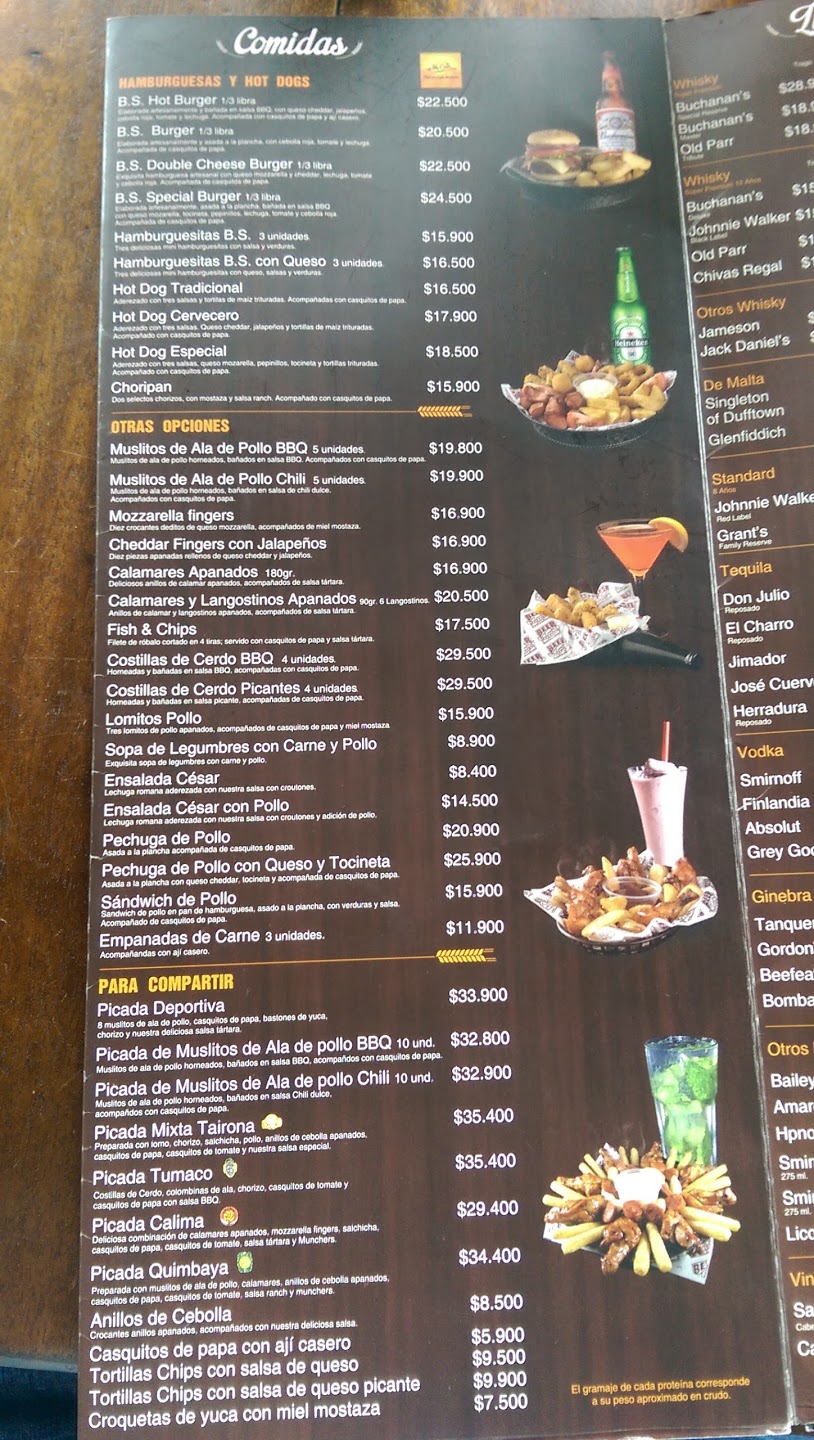 Comidas
HAMBURGUESAS Y HOT DOGS
B.S. Hot Burger 1/3 libra $22.500
Elaborada artesanalmente y bañada en salsa BBQ, con queso cheddar, jalapeños,
cebolla roja, tomate y lechuga. Acompañada con casquitos de papa y ají casero.
B.S. Burger 1/3 libra $20.500
Elaborada artesanalmente y asada a la plancha, con cebolla roja, tomate y lechuga.
Acompañada de casquitos de papa.
B.S. Double Cheese Burger 1/3 libra $22.500
Exquisita hamburguesa artesanal con queso mozzarella y cheddar, lechuga, tomate
y cebolla roja. Acompañada de casquitos de papa.
B.S. Special Burger 1/3 libra $24.500
Elaborada artesanalmente, asada a la plancha, bañada en salsa BBQ
con queso mozarella, tocineta, pepinillos, lechuga, tomate y cebolla roja.
Acompañada de casquitos de papa.
Hamburguesitas B.S. 3 unidades. $15.900
Tres deliciosas mini hamburguesitas con salsa y verduras.
Hamburguesitas B.S. con Queso 3 unidades. $16.500
Tres deliciosas mini hamburguesitas con queso, salsas y verduras.
Hot Dog Tradicional $16.500
Aderezado con tres salsas y tortilas de maíz trituradas. Acompañadas con casquitos de papa.
Hot Dog Cervecero $17.900
Aderezado con tres salsas. Queso cheddar, jalapeños y tortillas de maíz trituradas.
Acompañado con casquitos de papa.
Hot Dog Especial $18.500
Aderezado con tres salsas, queso mozarella, pepinillos, tocineta y tortillas trituradas.
Acompañado con casquitos de papa.
Choripan $15.900
Dos selectos chorizos, con mostaza y salsa ranch. Acompañado con casquitos de papa.
OTRAS OPCIONES
Muslitos de Ala de Pollo BBQ 5 unidades. $19.800
Muslitos de ala de pollo horneados, bañados en salsa BBQ. Acompañados con casquitos de papa.
Muslitos de Ala de Pollo Chili 5 unidades. $19.900
Muslitos de ala de pollo horneados, bañados en salsa de chili dulce.
Acompañados con casquitos de papa.
Mozzarella fingers $16.900
Diez crocantes deditos de queso mozzarella, acompañados de miel mostaza.
Cheddar Fingers con Jalapeños $16.900
Diez piezas apanadas rellenos de queso cheddar y jalapeños.
Calamares Apanados 180gr. $16.900
Deliciosos anillos de calamar apanados, acompañados de salsa tártara.
Calamares y Langostinos Apanados 90gr. 6 Langostinos. $20.500
Anillos de calamar y langostinos apanados, acompañados de salsa tártara.
Fish & Chips $17.500
Filete de róbalo cortado en 4 tiras; servido con casquitos de papa y salsa tártara.
Costillas de Cerdo BBQ 4 unidades. $29.500
Horneadas y bañadas en salsa BBQ, acompañadas con casquitos de papa.
Costillas de Cerdo Picantes 4 unidades. $29.500
Horneadas y bañadas en salsa picante, acompañadas de casquitos de papa.
Lomitos Pollo $15.900
Tres lomitos de pollo apanados, acompañados de casquitos de papa y miel mostaza
Sopa de Legumbres con Carne y Pollo $8.900
Exquisita sopa de legumbres con carne y pollo.
Ensalada César $8.400
Lechuga romana aderezada con nuestra salsa con croutones.
Ensalada César con Pollo $14.500
Lechuga romana aderezada con nuestra salsa con croutones y adición de pollo.
Pechuga de Pollo $20.900
Asada a la plancha acompañada de casquitos de papa.
Pechuga de Pollo con Queso y Tocineta $25.900
Asada a la plancha con queso cheddar, tocineta y acompañada de casquitos de papa.
Sándwich de Pollo $15.900
Sandwich de pollo en pan de hamburguesa, asado a la plancha, con verduras y salsa.
Acompañado de casquitos de papa.
Empanadas de Carne 3 unidades. $11.900
Acompañandas con ají casero.
PARA COMPARTIR
Picada Deportiva $33.900
8 muslitos de ala de pollo, casquitos de papa, bastones de yuca,
chorizo y nuestra deliciosa salsa tártara.
Picada de Muslitos de Ala de pollo BBQ 10 und. $32.800
Muslitos de ala de pollo horneados, bañados en salsa BBQ, acompañdos con casquitos de papa.
Picada de Muslitos de Ala de pollo Chili 10 und. $32.900
Muslitos de ala de pollo horneados, bañados en salsa Chili dulce,
acompañdos con casquitos de papa.
Picada Mixta Tairona $35.400
Preparada con lomo, chorizo, salchicha, pollo, anillos de cebolla apanados,
casquitos de papa, casquitos de tomate y nuestra salsa especial.
Picada Tumaco $35.400
Costillas de Cerdo, colombinas de ala, chorizo, casquitos de tomate y
casquitos de papa con salsa BBQ.
Picada Calima $29.400
Deliciosa combinación de calamares apanados, mozzarella fingers, salchicha,
casquitos de papa, casquitos de tomate, salsa tártara y Munchers.
Picada Quimbaya $34.400
Preparada con muslitos de ala de pollo, calamares, anillos de cebolla apanados,
casquitos de papa, casquitos de tomate, salsa ranch y munchers.
Anillos de Cebolla $8.500
Crocantes anillos apanados, acompañados con nuestra deliciosa salsa.
Casquitos de papa con ají casero $5.900
Tortillas Chips con salsa de queso $9.500
Tortillas Chips con salsa de queso picante $9.900
Croquetas de yuca con miel mostaza $7.500
Budweiser
Heineken
El gramaje de cada proteína corresponde
a su peso aproximado en crudo.
Trago
Whisky
Super Premium
Buchanan's $28.9
Special Reserve
Buchanan's $18.9
Master
Old Parr $18.
Tribute
Whisky
Super Premium 12 Años
Buchanan's $15
Deluxe
Johnnie Walker $15
Black Label
Old Parr $1
Chivas Regal $1
Otros Whisky
Jameson $
Jack Daniel's $
De Malta
Singleton
of Dufftown
Glenfiddich
Standard
8 Años
Johnnie Walke
Red Label
Grant's
Family Reserve
Tequila
Don Julio
Reposado
El Charro
Reposado
Jimador
José Cuerv
Herradura
Reposado
Vodka
Smirnoff
Finlandia
Absolut
Grey Goo
Ginebra
Tanquer
Gordon'
Beefea
Bomba
Otros
Bailey
Amar
Hpno
Smir
275 ml.
Smir
275 ml.
Lico
Vin
Sa
Cabe
Ca